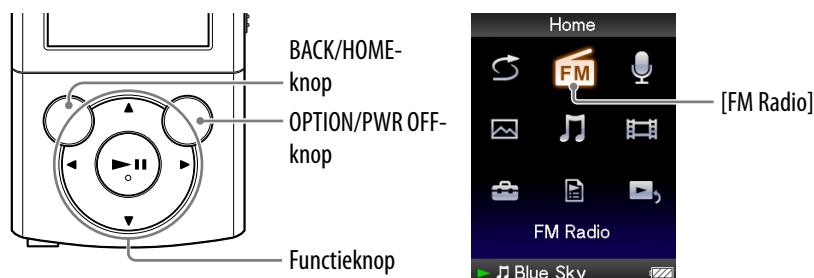 BACK/HOME-
knop
OPTION/PWR OFF-
knop
Functieknop
Home
FM
[FM Radio]
FM Radio
Blue Sky